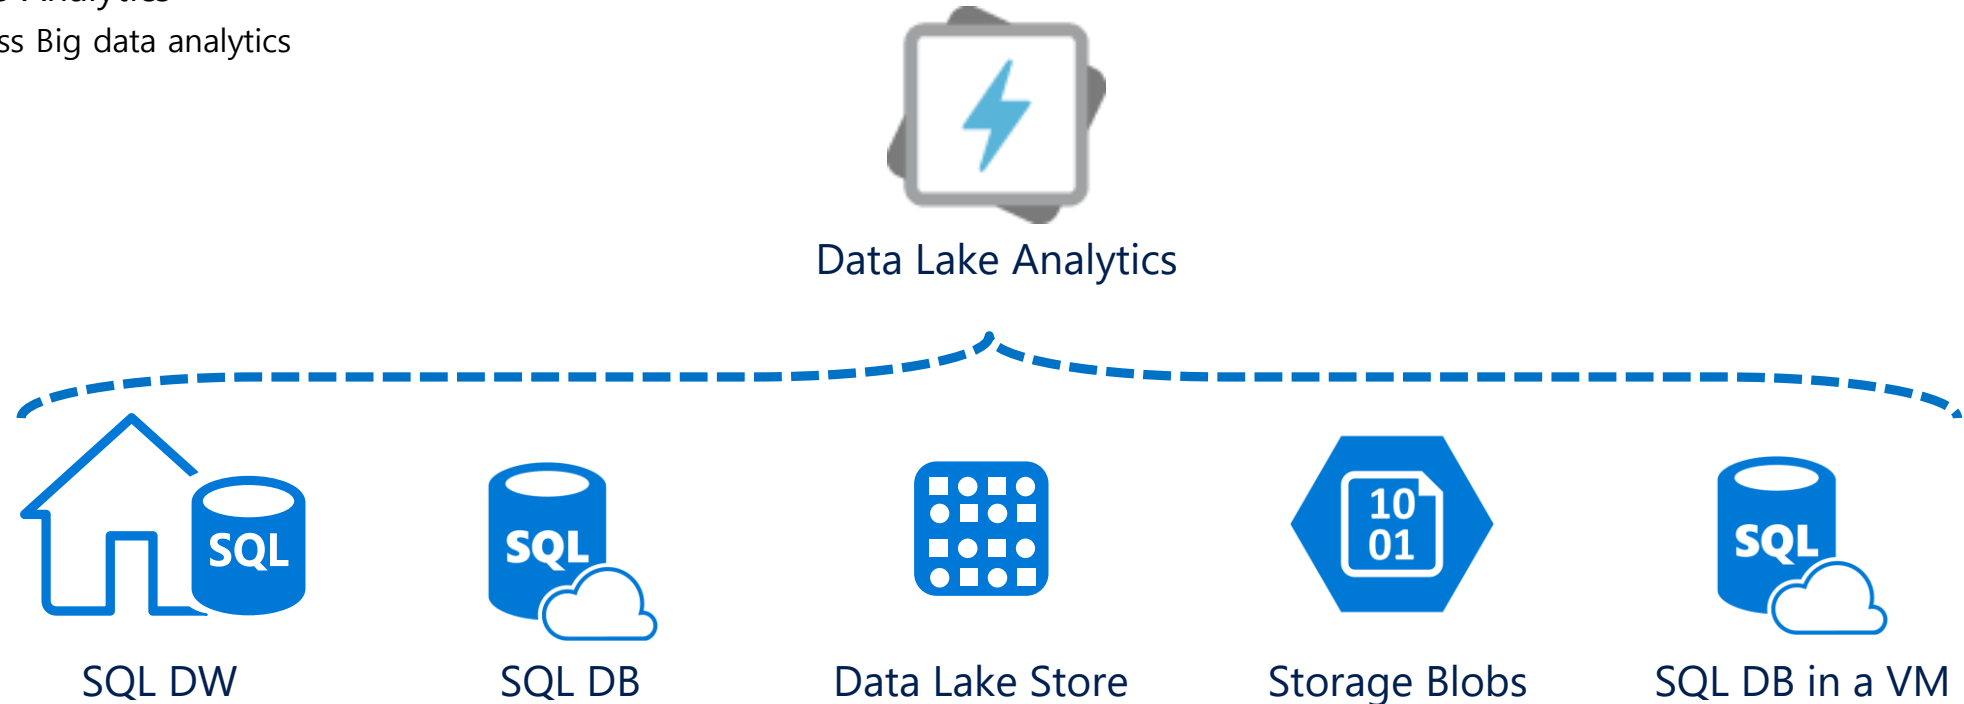 Analytics
Big data analytics
Data Lake Analytics
SQL
SQL
10
01
SQL
SQL DW
SQL DB
Data Lake Store
Storage Blobs
SQL DB in a VM